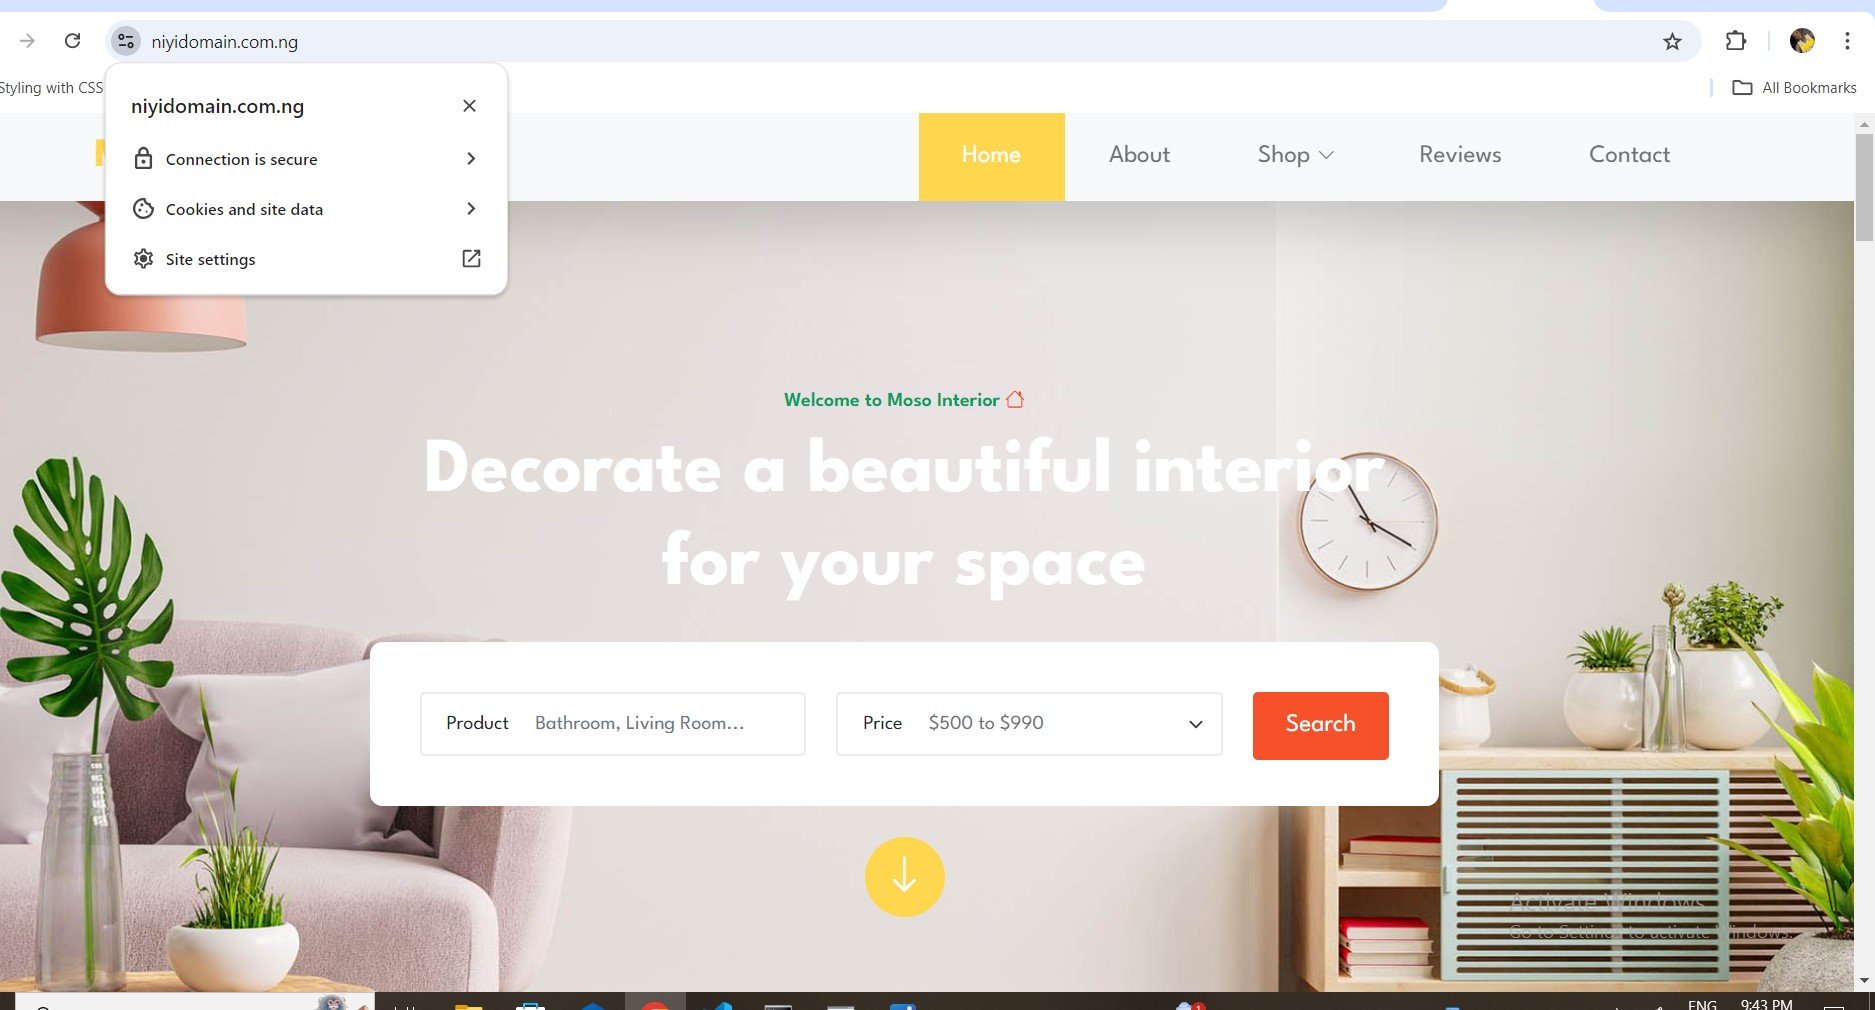 niyidomain.com.ng
Styling with CSS
All Bookmarks
niyidomain.com.ng
Connection is secure
Cookies and site data
Site settings
Home
About
Shop
Reviews
Contact
Welcome to Moso Interior
Decorate a beautiful interior
for your space
Product Bathroom, Living Room...
Price $500 to $990
Search
Activate Windows
Go to Settings to activate Windows.
1
ENG
9:43 PM